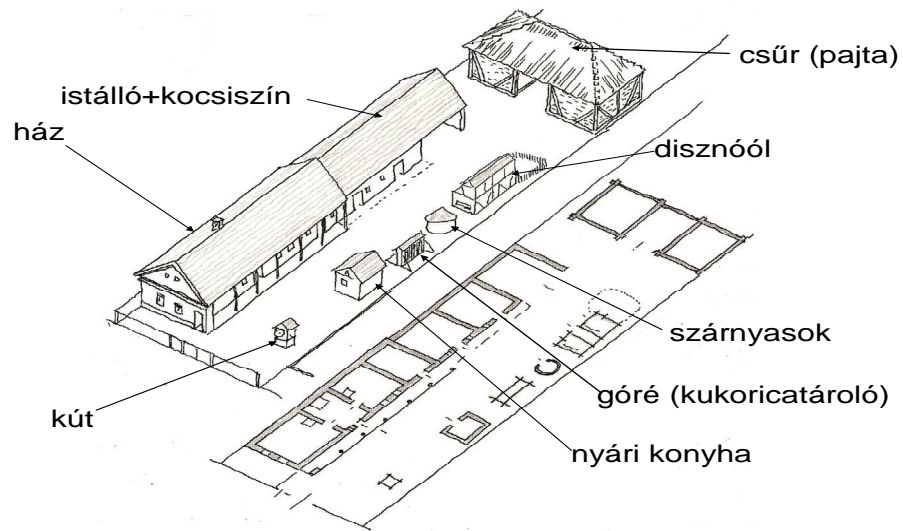 csűr (pajta)
istálló+kocsiszín
ház
disznóól
szárnyasok
góré (kukoricatároló)
kút
nyári konyha